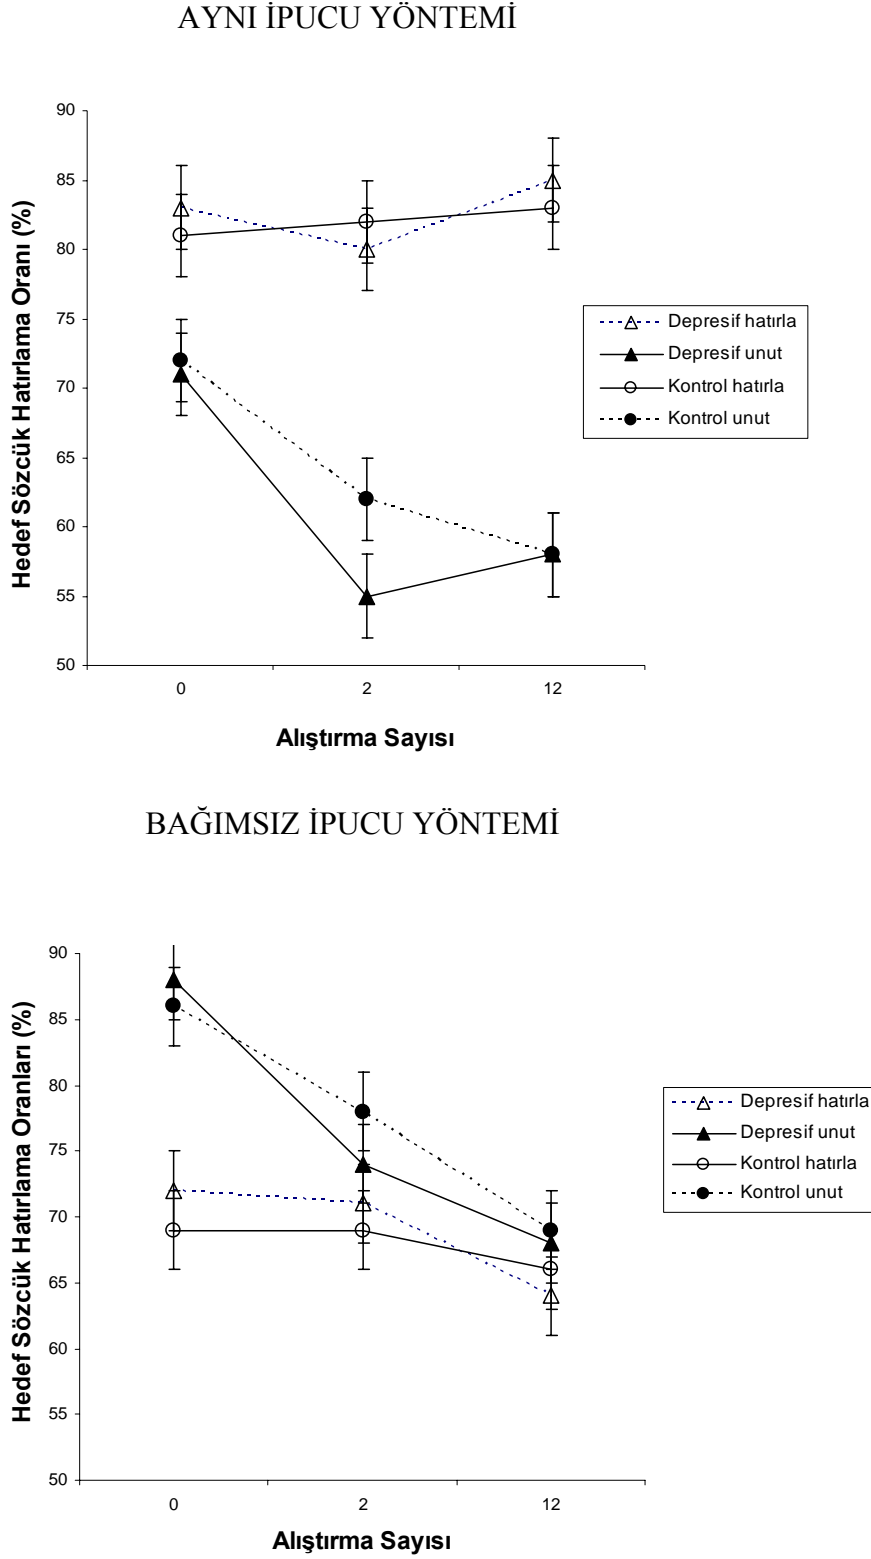 AYNI İPUCU YÖNTEMİ
90
85
80
75
70
65
60
55
50
Hedef Sözcük Hatırlama Oranı (%)
0 2 12
Alıştırma Sayısı
Depresif hatırla
Depresif unut
Kontrol hatırla
Kontrol unut
BAĞIMSIZ İPUCU YÖNTEMİ
90
85
80
75
70
65
60
55
50
Hedef Sözcük Hatırlama Oranları (%)
0 2 12
Alıştırma Sayısı
Depresif hatırla
Depresif unut
Kontrol hatırla
Kontrol unut